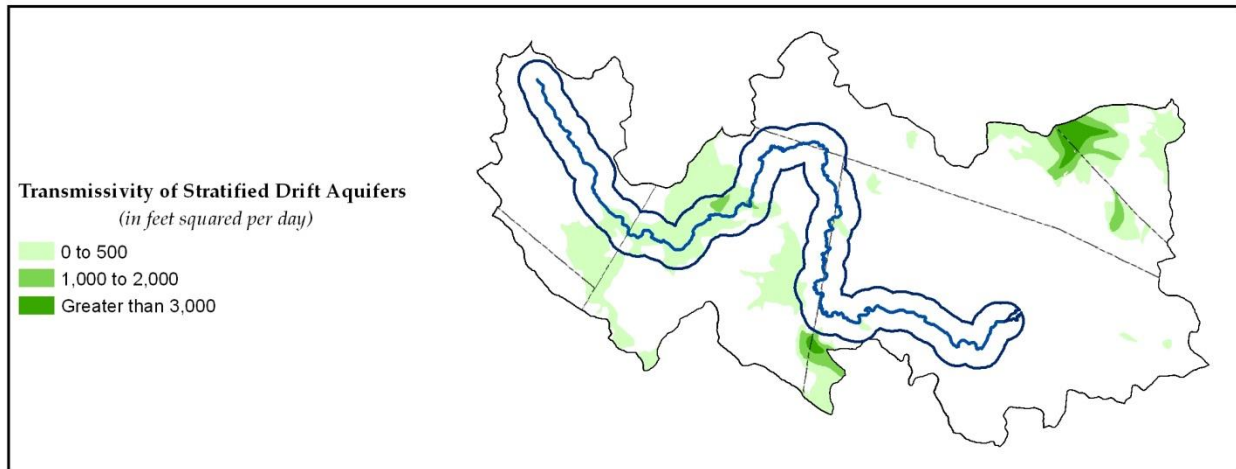 Transmissivity of Stratified Drift Aquifers
(in feet squared per day)
0 to 500
1,000 to 2,000
Greater than 3,000